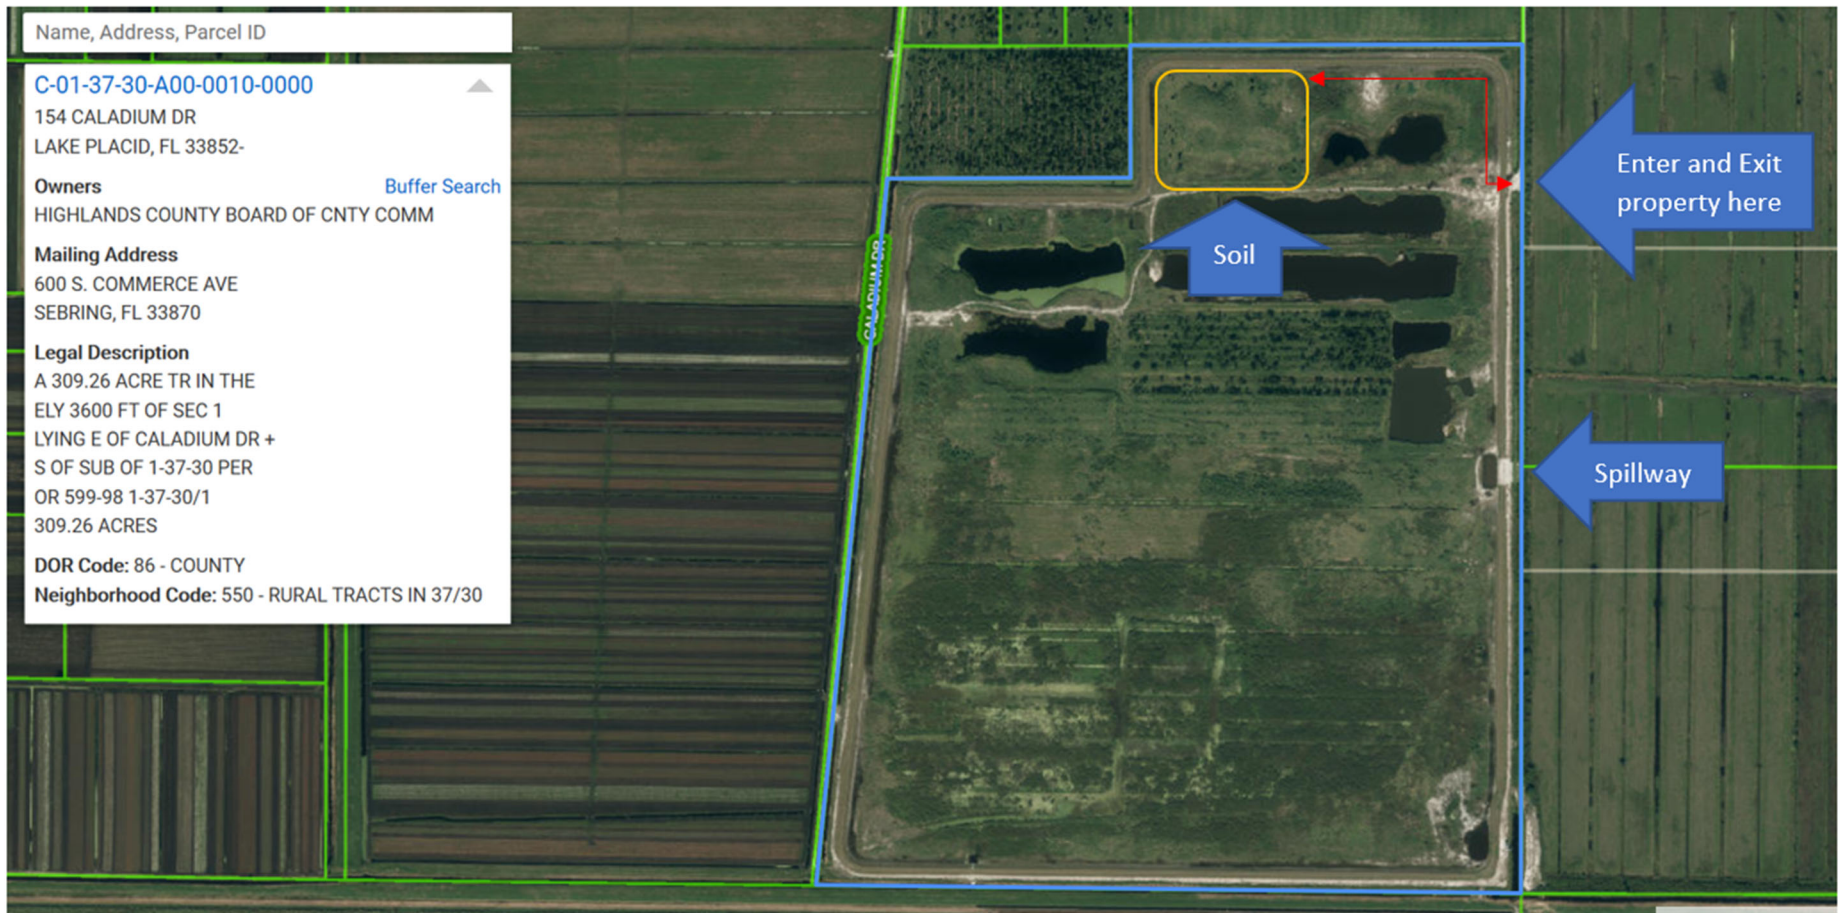 Name, Address, Parcel ID
C-01-37-30-A00-0010-0000
154 CALADIUM DR
LAKE PLACID, FL 33852-
Owners Buffer Search
HIGHLANDS COUNTY BOARD OF CNTY COMM
Mailing Address
600 S. COMMERCE AVE
SEBRING, FL 33870
Legal Description
A 309.26 ACRE TR IN THE
ELY 3600 FT OF SEC 1
LYING E OF CALADIUM DR +
S OF SUB OF 1-37-30 PER
OR 599-98 1-37-30/1
309.26 ACRES
DOR Code: 86 - COUNTY
Neighborhood Code: 550 - RURAL TRACTS IN 37/30
CALADIUM DR
Soil
Enter and Exit
property here
Spillway